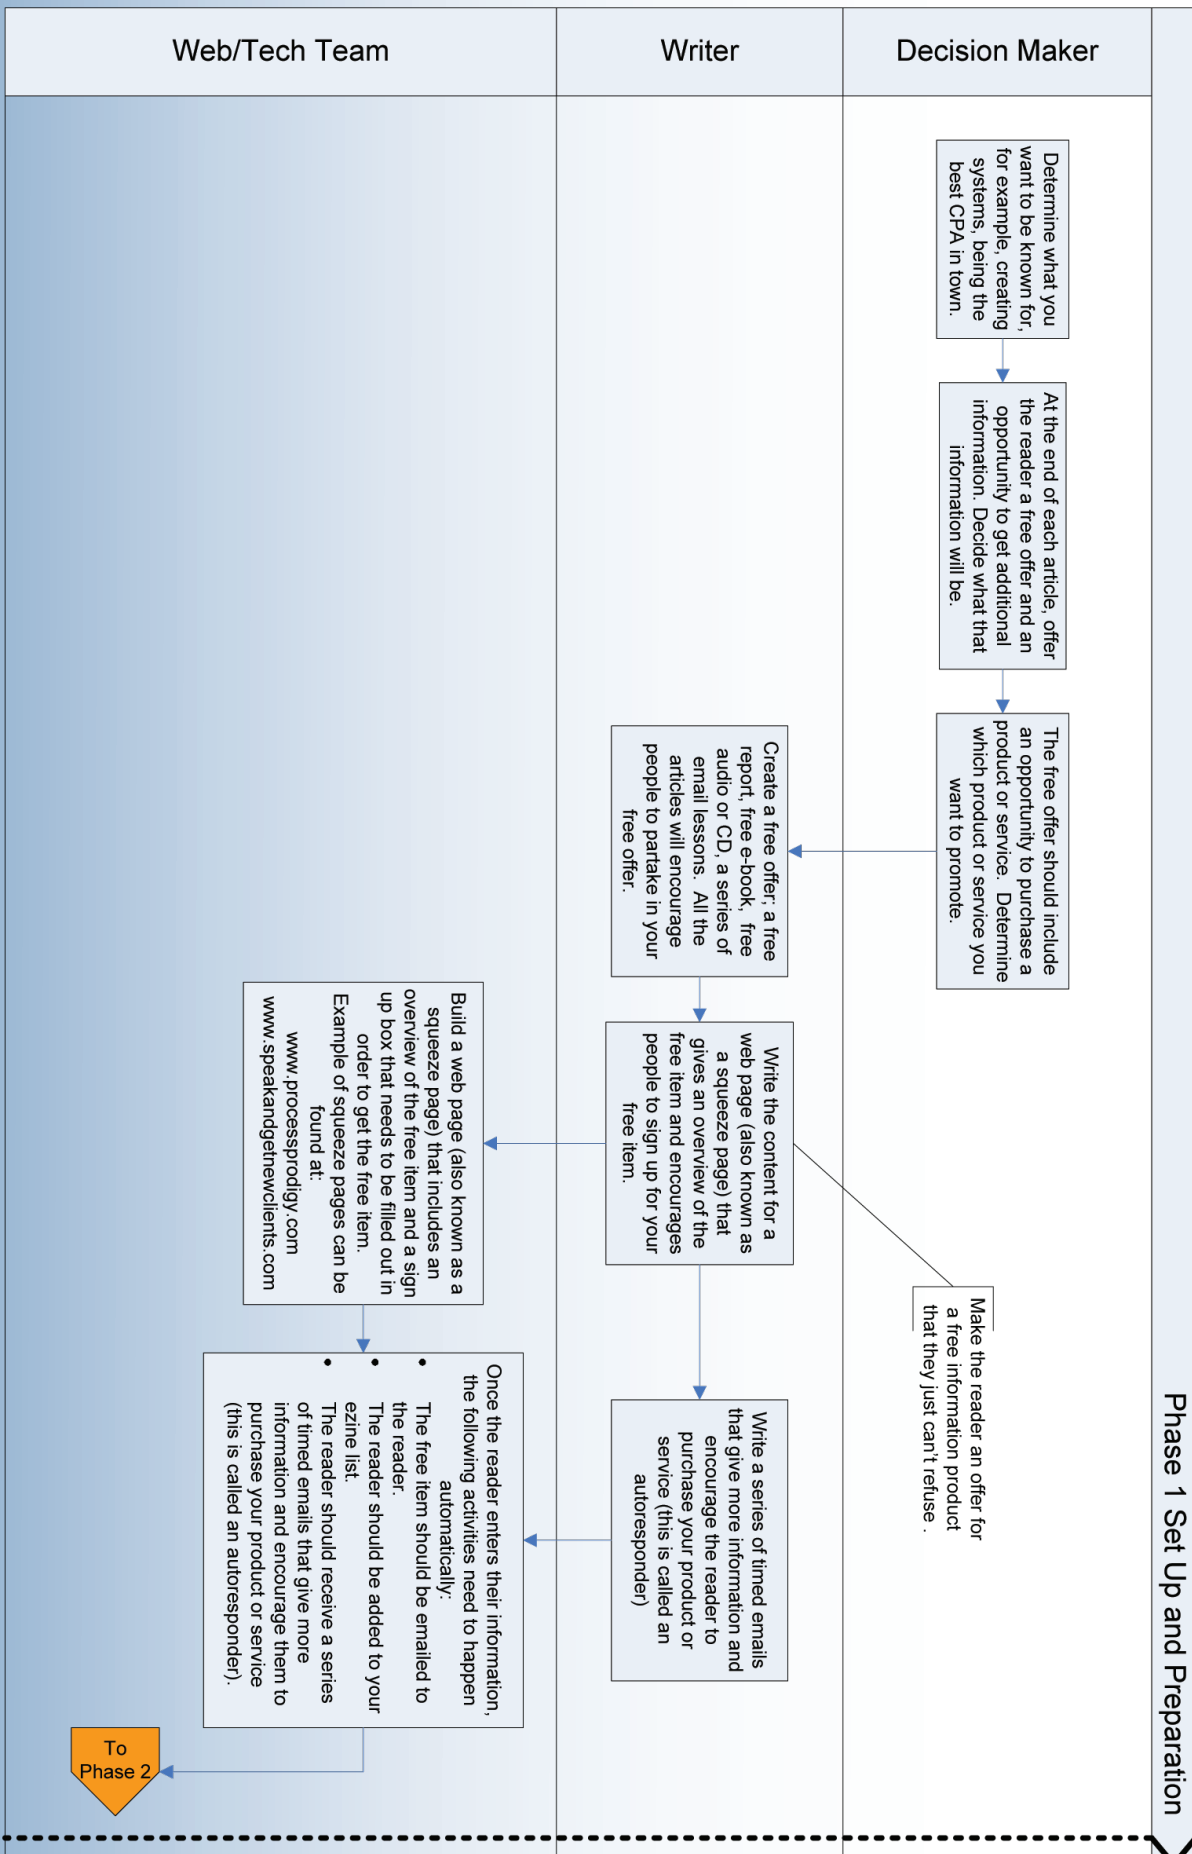 Phase 1 Set Up and Preparation
Decision Maker
Determine what you
want to be known for,
for example, creating
systems, being the
best CPA in town.
At the end of each article, offer
the reader a free offer and an
opportunity to get additional
information. Decide what that
information will be.
The free offer should include
an opportunity to purchase a
product or service.  Determine
which product or service you
want to promote.
Make the reader an offer for
a free information product
that they just can't refuse .
Writer
Create a free offer; a free
report, free e-book,  free
audio or CD, a series of
email lessons.  All the
articles will encourage
people to partake in your
free offer.
Write the content for a
web page (also known as
a squeeze page) that
gives an overview of the
free item and encourages
people to sign up for your
free item.
Write a series of timed emails
that give more information and
encourage the reader to
purchase your product or
service (this is called an
autoresponder)
Web/Tech Team
Build a web page (also known as a
squeeze page) that includes an
overview of the free item and a sign
up box that needs to be filled out in
order to get the free item.
Example of squeeze pages can be
found at:
www.processprodigy.com
www.speakandgetnewclients.com
Once the reader enters their information,
the following activities need to happen
automatically:
• The free item should be emailed to
the reader.
• The reader should be added to your
ezine list.
• The reader should receive a series
of timed emails that give more
information and encourage them to
purchase your product or service
(this is called an autoresponder).
To
Phase 2